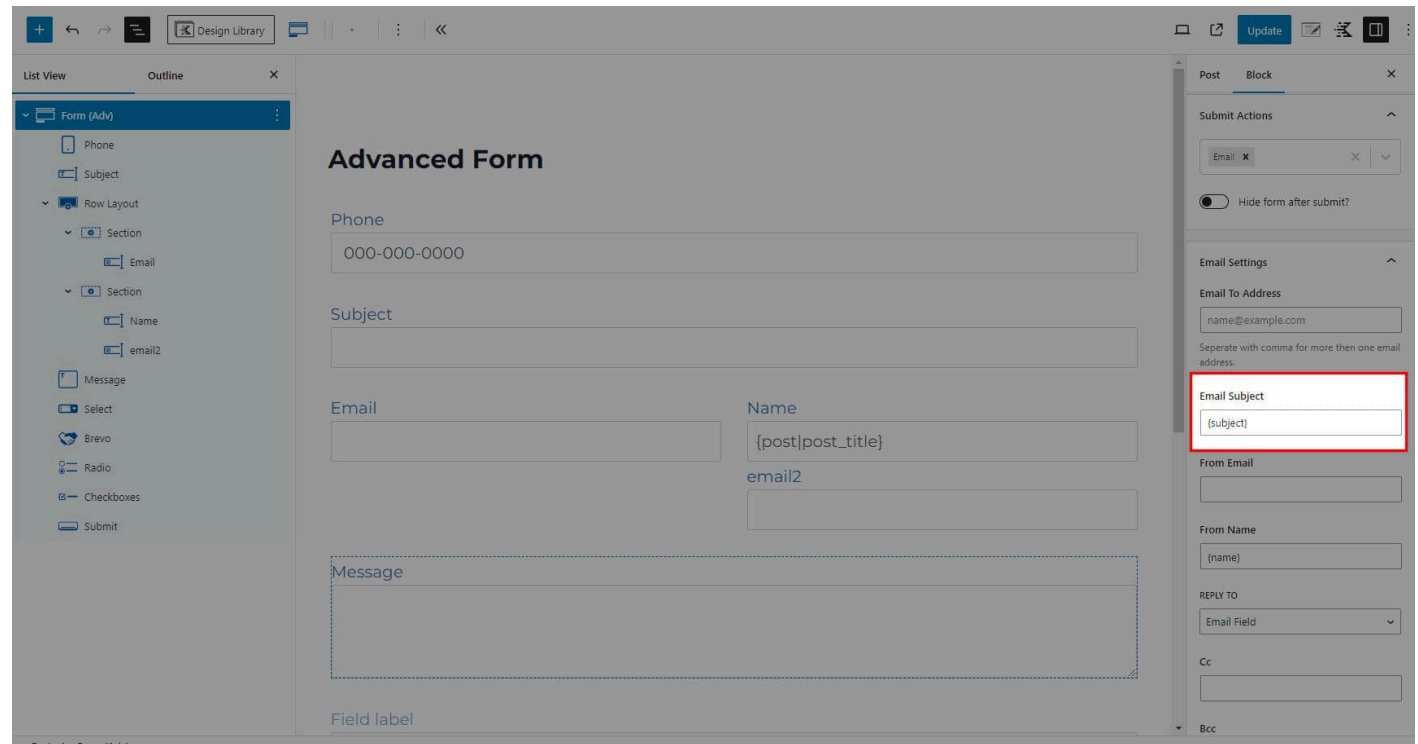 Design Library
Update
List View
Outline
Post
Block
Form (Adv)
Phone
Subject
Row Layout
Section
Email
Section
Name
email2
Message
Select
Brevo
Radio
Checkboxes
Submit
Advanced Form
Phone
000-000-0000
Subject
Email
Name
{post|post_title}
email2
Message
Field label
Submit Actions
Email
Hide form after submit?
Email Settings
Email To Address
name@example.com
Seperate with comma for more then one email
address.
Email Subject
{subject}
From Email
From Name
{name}
REPLY TO
Email Field
Cc
Bcc